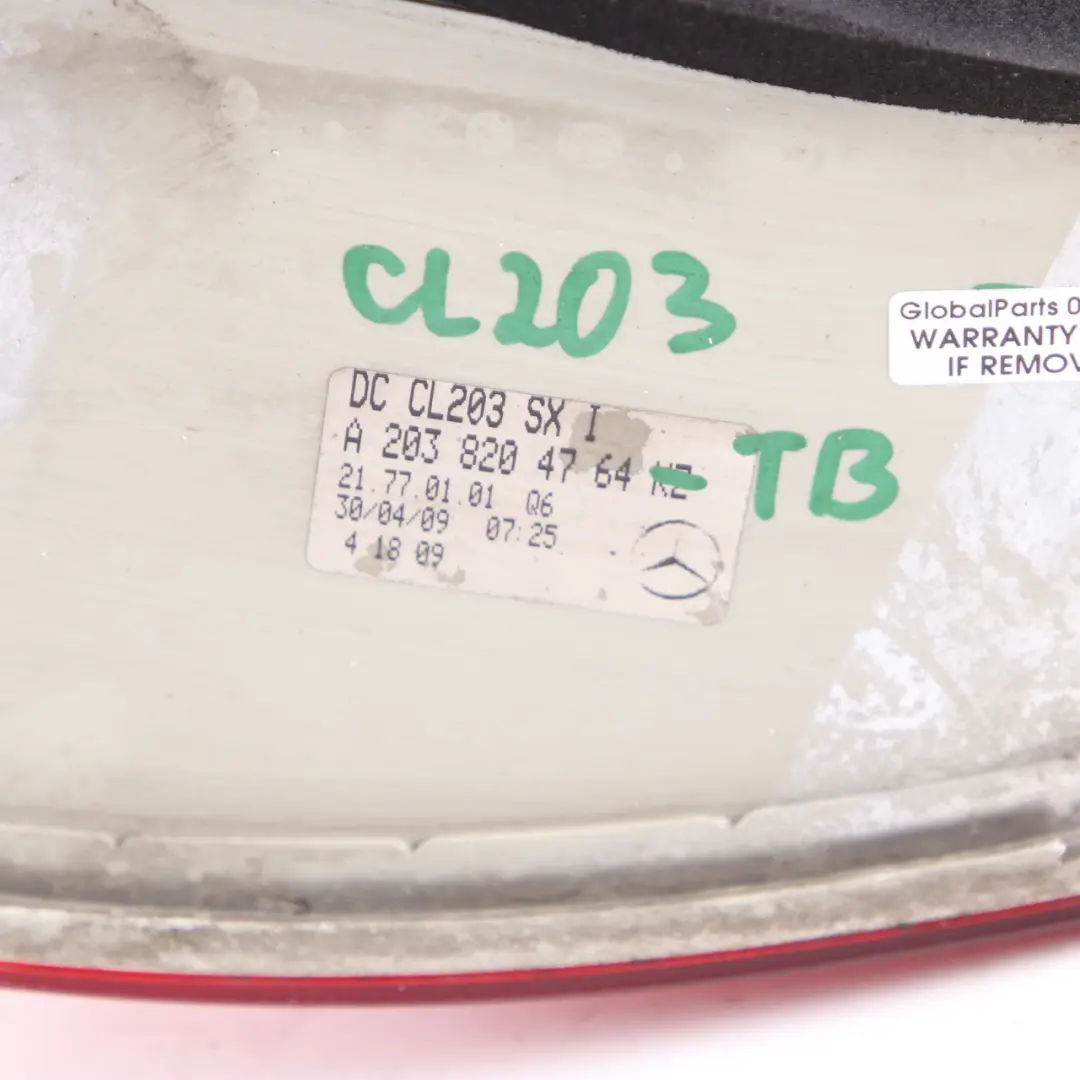 CL203
GlobalParts
WARRANTY
IF REMOV
DC CL203 SX I
A 203 820 47 64 KZ
- TB
21.77.01.01 Q6
30/04/09 07:25
4 18 09